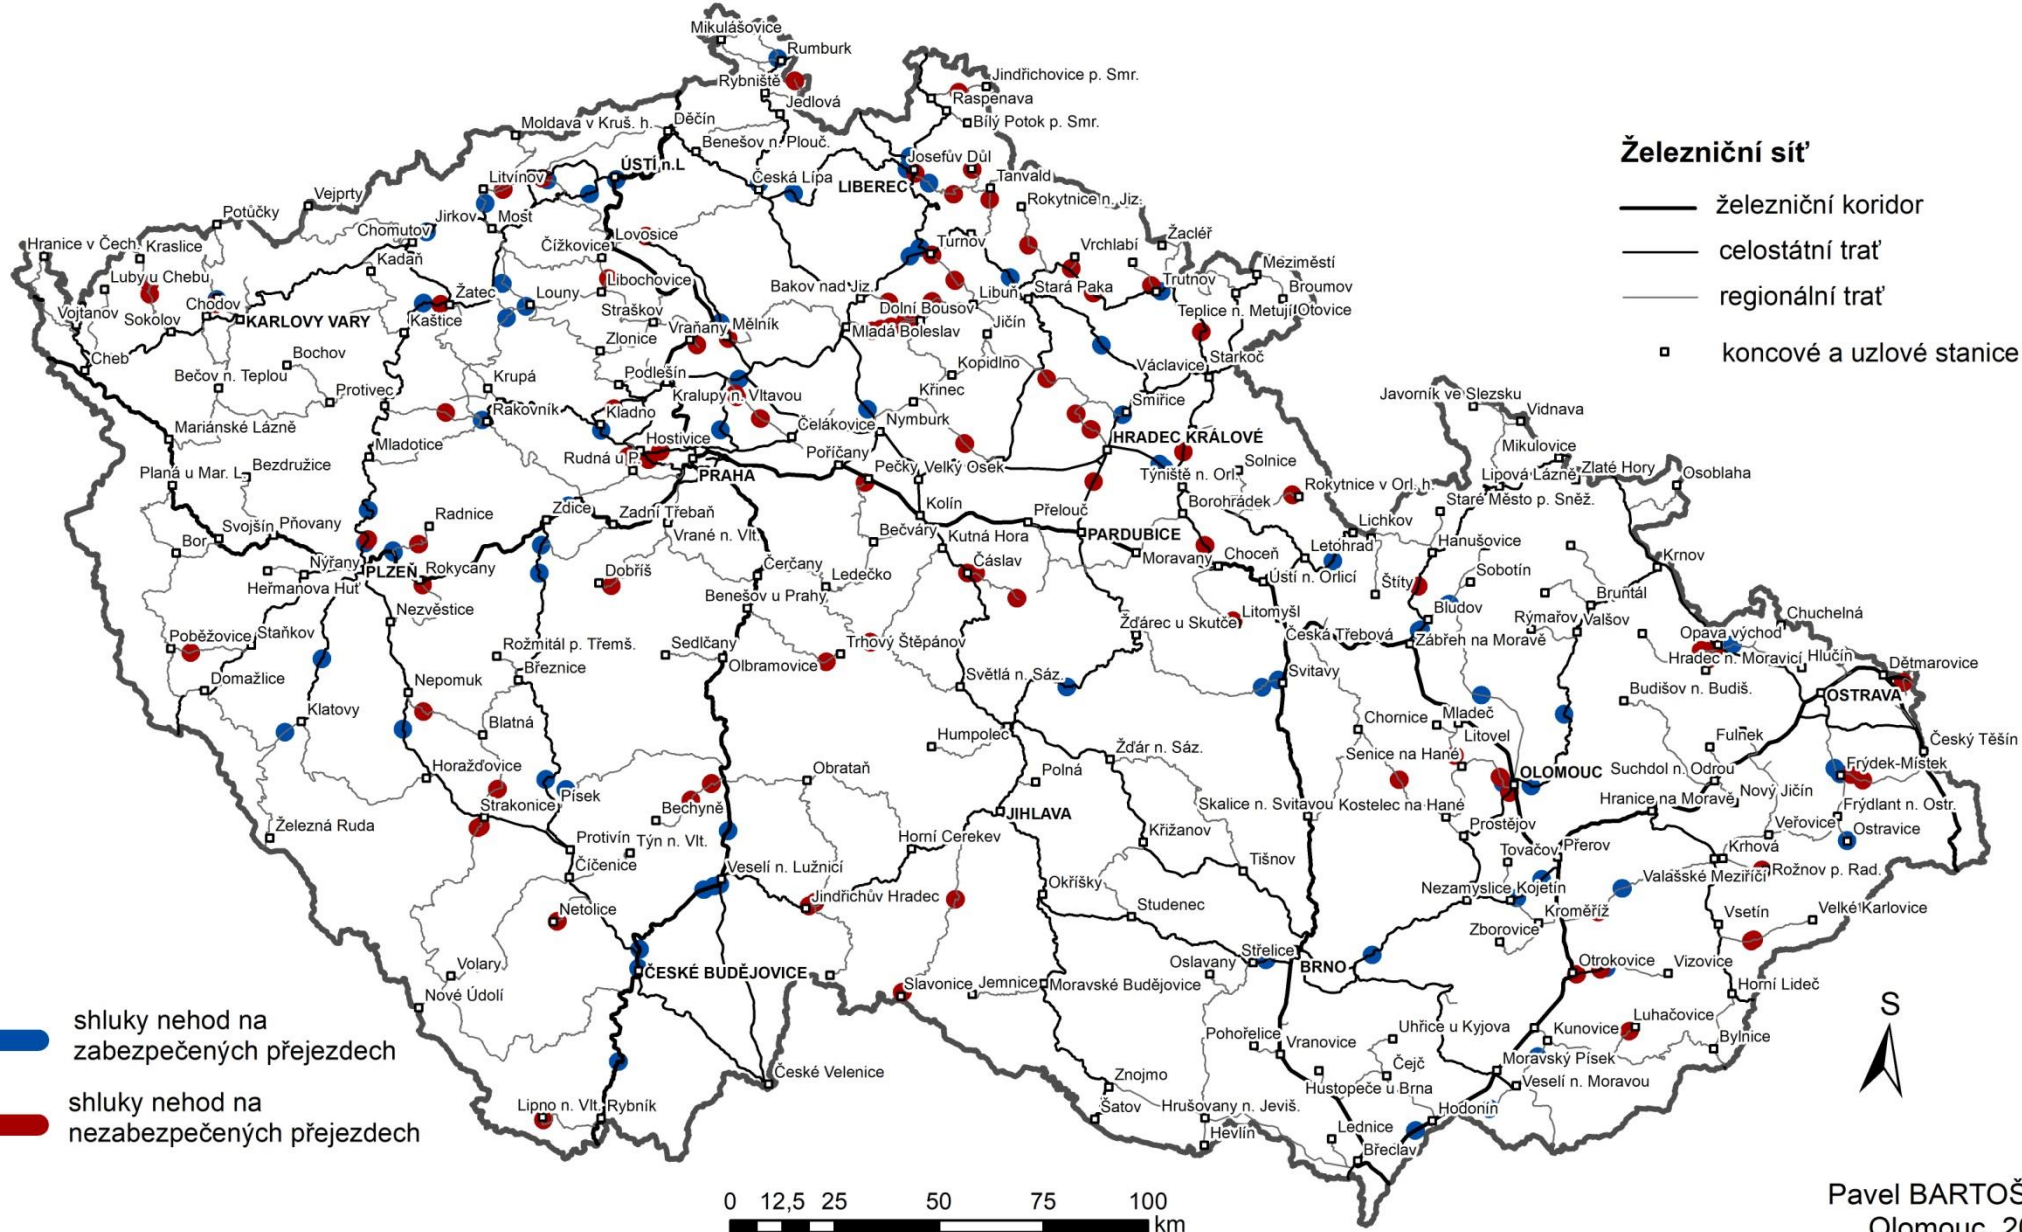 Mikulášovice
Rumburk
Rybniště
Jedlová
Jindřichovice p. Smr.
Raspenava
Bílý Potok p. Smr.
Moldava v Kruš. h.
Děčín
Benešov n. Plouč.
Josefův Důl
ÚSTÍ n.L
Česká Lípa
LIBEREC
Tanvald
Litvínov
Vejprty
Rokytnice n. Jiz.
Potůčky
Jirkov
Most
Chomutov
Čížkovice
Lovosice
Turnov
Vrchlabí
Žacléř
Hranice v Čech.
Kraslice
Kadaň
Luby u Chebu
Libochovice
Meziměstí
Bakov nad Jiz.
Libuň
Stará Paka
Trutnov
Broumov
Chodov
Žatec
Louny
Vojtanov
Sokolov
KARLOVY VARY
Kaštice
Straškov
Dolní Bousov
Teplice n. Metují
Otovice
Vraňany
Mělník
Mladá Boleslav
Jičín
Zlonice
Cheb
Bochov
Kopidlno
Václavice
Starkoč
Bečov n. Teplou
Protivec
Krupá
Podlešín
Kralupy n. Vltavou
Křinec
Smiřice
Rakovník
Kladno
Mariánské Lázně
Mladotice
Hostivice
Čelákovice
Nymburk
HRADEC KRÁLOVÉ
Rudná u P.
PRAHA
Poříčany
Pečky
Velký Osek
Planá u Mar. L.
Bezdružice
Týniště n. Orl.
Solnice
Rokytnice v Orl. h.
Borohrádek
Javorník ve Slezsku
Vidnava
Mikulovice
Lipová Lázně
Zlaté Hory
Osoblaha
Staré Město p. Sněž.
Kolín
Přelouč
Lichkov
Zdice
Zadní Třebaň
Radnice
Svojšín
Pňovany
Bor
Vrané n. Vlt.
Bečváry
Kutná Hora
PARDUBICE
Moravany
Choceň
Letohrad
Hanušovice
Krnov
Nýřany
PLZEŇ
Rokycany
Dobříš
Čerčany
Ledečko
Čáslav
Ústí n. Orlicí
Štíty
Sobotín
Heřmanova Huť
Nezvěstice
Benešov u Prahy
Litomyšl
Bludov
Rýmařov
Bruntál
Valšov
Chuchelná
Poběžovice
Staňkov
Rožmitál p. Třemš.
Sedlčany
Trhový Štěpánov
Žďárec u Skutče
Česká Třebová
Zábřeh na Moravě
Opava východ
Hradec n. Moravicí
Hlučín
Dětmarovice
Domažlice
Březnice
Olbramovice
Světlá n. Sáz.
Svitavy
Budišov n. Budiš.
OSTRAVA
Nepomuk
Klatovy
Blatná
Humpolec
Chornice
Mladeč
Litovel
Fulnek
Český Těšín
Žďár n. Sáz.
Senice na Hané
OLOMOUC
Suchdol n. Odrou
Frýdek-Místek
Horažďovice
Písek
Obrataň
Polná
Strakonice
Bechyně
JIHLAVA
Skalice n. Svitavou
Kostelec na Hané
Hranice na Moravě
Nový Jičín
Frýdlant n. Ostr.
Železná Ruda
Protivín
Týn n. Vlt.
Horní Cerekev
Křižanov
Prostějov
Veřovice
Ostravice
Číčenice
Veselí n. Lužnicí
Tišnov
Tovačov
Přerov
Krhová
Jindřichův Hradec
Okříšky
Nezamyslice
Kojetín
Valašské Meziříčí
Rožnov p. Rad.
Netolice
Studenec
Kroměříž
Vsetín
Velké Karlovice
Zborovice
Volary
ČESKÉ BUDĚJOVICE
Oslavany
Střelice
BRNO
Otrokovice
Vizovice
Nové Údolí
Slavonice
Jemnice
Moravské Budějovice
Horní Lideč
Pohořelice
Vranovice
Uhřice u Kyjova
Kunovice
Luhačovice
Bylnice
České Velenice
Znojmo
Čejč
Moravský Písek
Hustopeče u Brna
Veselí n. Moravou
Lipno n. Vlt.
Rybník
Šatov
Hrušovany n. Jeviš.
Hodonín
Hevlín
Lednice
Břeclav
Železniční síť
železniční koridor
celostátní trať
regionální trať
koncové a uzlové stanice
shluky nehod na
zabezpečených přejezdech
shluky nehod na
nezabezpečených přejezdech
S
0 12,5 25 50 75 100
km
Pavel BARTOŠ
Olomouc, 20